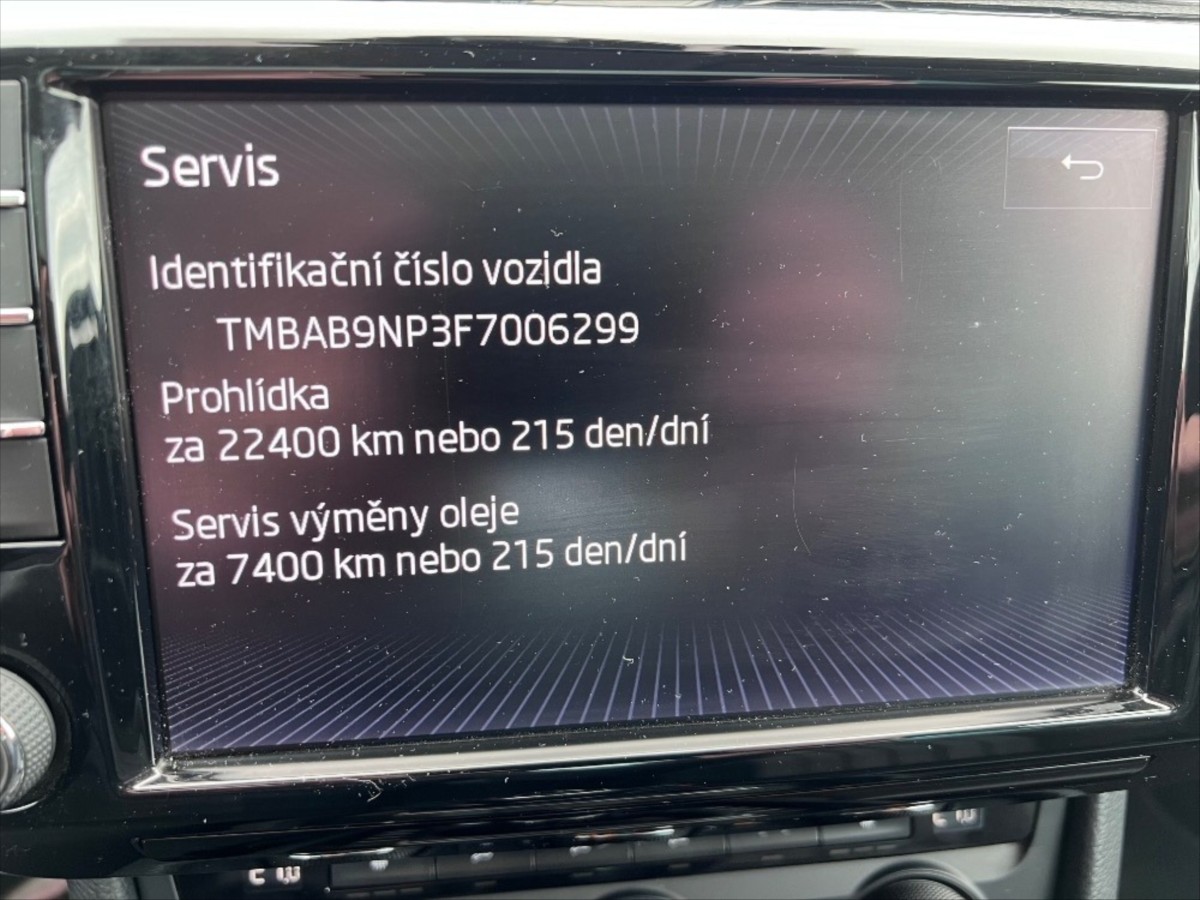 Servis
Identifikační číslo vozidla
TMBAB9NP3F7006299
Prohlídka
za 22400 km nebo 215 den/dní
Servis výměny oleje
za 7400 km nebo 215 den/dní